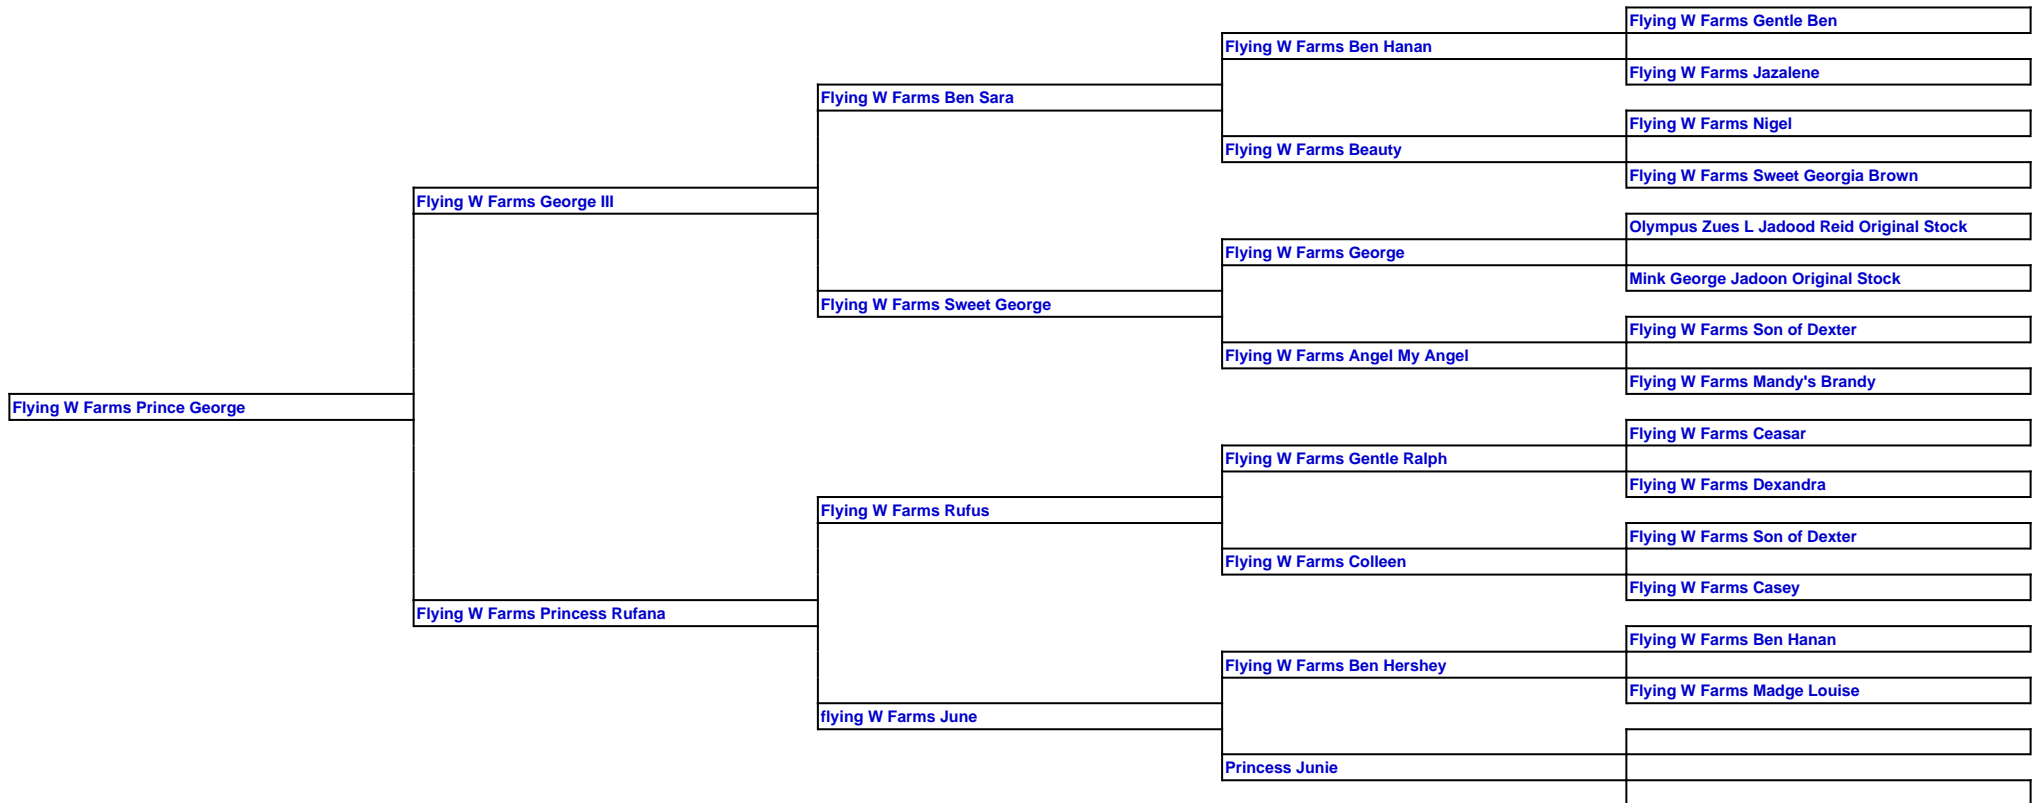 Flying W Farms Gentle Ben
Flying W Farms Ben Hanan
Flying W Farms Jazalene
Flying W Farms Ben Sara
Flying W Farms Nigel
Flying W Farms Beauty
Flying W Farms Sweet Georgia Brown
Flying W Farms George III
Olympus Zues L Jadood Reid Original Stock
Flying W Farms George
Mink George Jadoon Original Stock
Flying W Farms Sweet George
Flying W Farms Son of Dexter
Flying W Farms Angel My Angel
Flying W Farms Mandy's Brandy
Flying W Farms Prince George
Flying W Farms Ceasar
Flying W Farms Gentle Ralph
Flying W Farms Dexandra
Flying W Farms Rufus
Flying W Farms Son of Dexter
Flying W Farms Colleen
Flying W Farms Casey
Flying W Farms Princess Rufana
Flying W Farms Ben Hanan
Flying W Farms Ben Hershey
Flying W Farms Madge Louise
flying W Farms June
Princess Junie